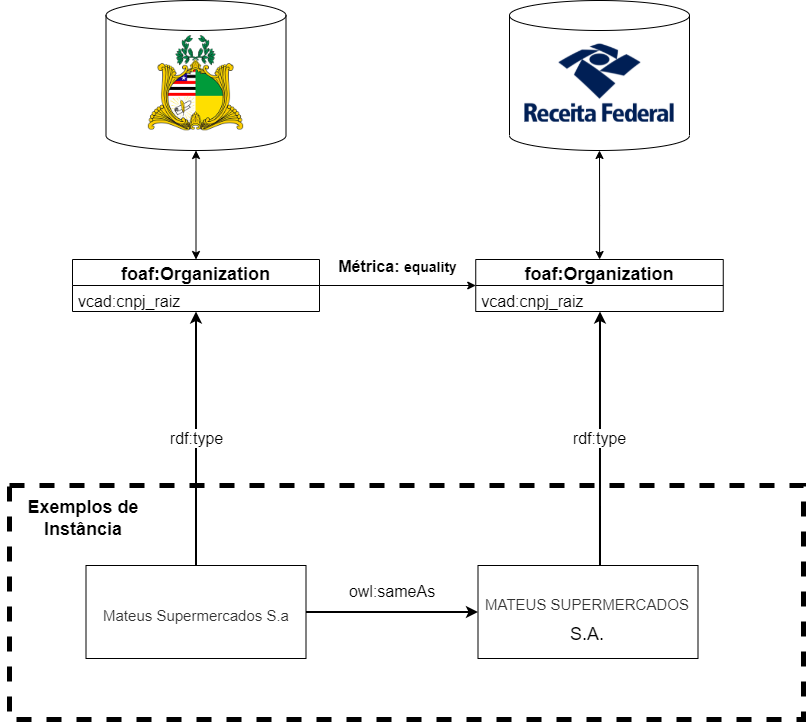 Receita Federal
foaf:Organization
vcad:cnpj_raiz
Métrica: equality
foaf:Organization
vcad:cnpj_raiz
rdf:type
rdf:type
Exemplos de
Instância
Mateus Supermercados S.a
owl:sameAs
MATEUS SUPERMERCADOS
S.A.